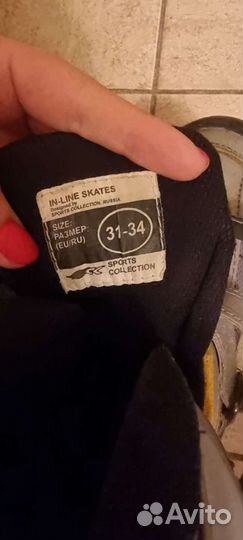 IN-LINE SKATES
Designed by
SPORTS COLLECTION, RUSSIA
SIZE:
РАЗМЕР:
(EU/RU)
31-34
SPORTS
COLLECTION
Avito